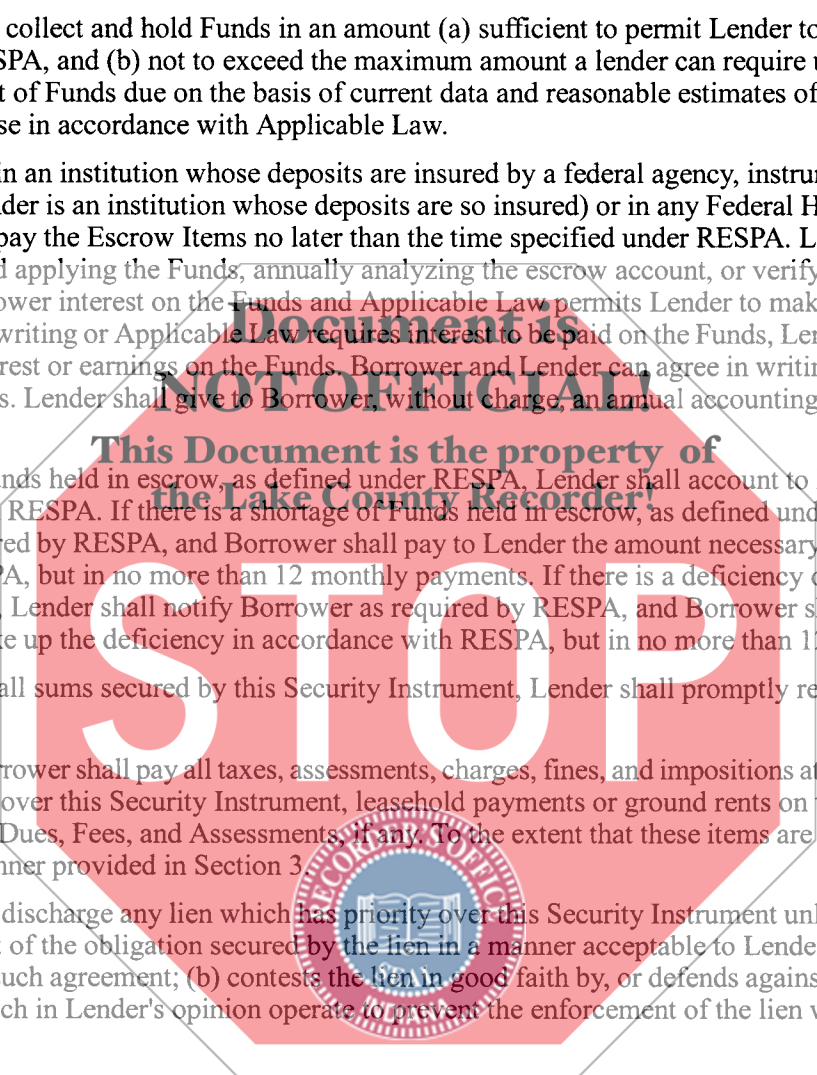 collect and hold Funds in an amount (a) sufficient to permit Lender to
SPA, and (b) not to exceed the maximum amount a lender can require
t of Funds due on the basis of current data and reasonable estimates of
se in accordance with Applicable Law.
in an institution whose deposits are insured by a federal agency, instru
der is an institution whose deposits are so insured) or in any Federal H
pay the Escrow Items no later than the time specified under RESPA. L
d applying the Funds, annually analyzing the escrow account, or verify
ower interest on the Funds and Applicable Law permits Lender to mak
Document is
writing or Applicable Law requires interest to be paid on the Funds, Len
rest or earnings on the Funds. Borrower and Lender can agree in writin
NOT OFFICIAL!
s. Lender shall give to Borrower, without charge, an annual accounting
This Document is the property of
nds held in escrow, as defined under RESPA, Lender shall account to
the Lake County Recorder!
RESPA. If there is a shortage of Funds held in escrow, as defined und
red by RESPA, and Borrower shall pay to Lender the amount necessary
PA, but in no more than 12 monthly payments. If there is a deficiency
, Lender shall notify Borrower as required by RESPA, and Borrower s
e up the deficiency in accordance with RESPA, but in no more than 1
STOP
all sums secured by this Security Instrument, Lender shall promptly re
rower shall pay all taxes, assessments, charges, fines, and impositions at
over this Security Instrument, leasehold payments or ground rents on
Dues, Fees, and Assessments, if any. To the extent that these items are
nner provided in Section 3.
RECORDER'S OFFICE
discharge any lien which has priority over this Security Instrument unl
t of the obligation secured by the lien in a manner acceptable to Lende
SEAL
such agreement; (b) contests the lien in good faith by, or defends agains
INDIANA
ch in Lender's opinion operate to prevent the enforcement of the lien